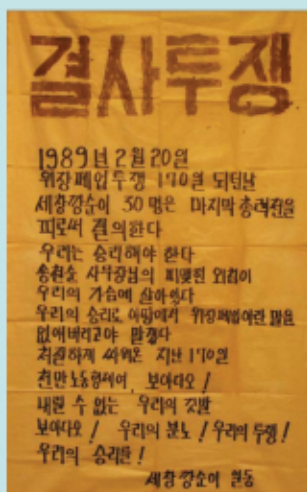 결사투쟁
1989년 2월 20일
위장폐업투쟁 170일 되던날
세창깡순이 30명은 마지막 총력전을
피로써 결의한다
우리는 승리해야 한다
사무장님의 피맺힌 외침이
우리의 가슴에 살아있다
우리의 승리로 이땅에서 위장폐업이란 말을
없애버리고야 말겠다
처절하게 싸워온 지난 170일
천만노동형제여, 보아다오!
내릴 수 없는 우리의 깃발
보아다오! 우리의 분노! 우리의 투쟁!
우리의 승리를!
세창깡순이 일동